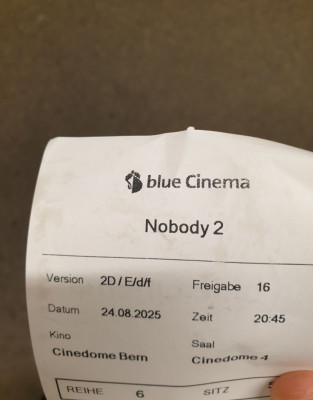 blue Cinema
Nobody 2
Version 2D / E/d/f Freigabe 16
Datum 24.08.2025 Zeit 20:45
Kino Saal
Cinedome Bern Cinedome 4
REIHE 6 SITZ